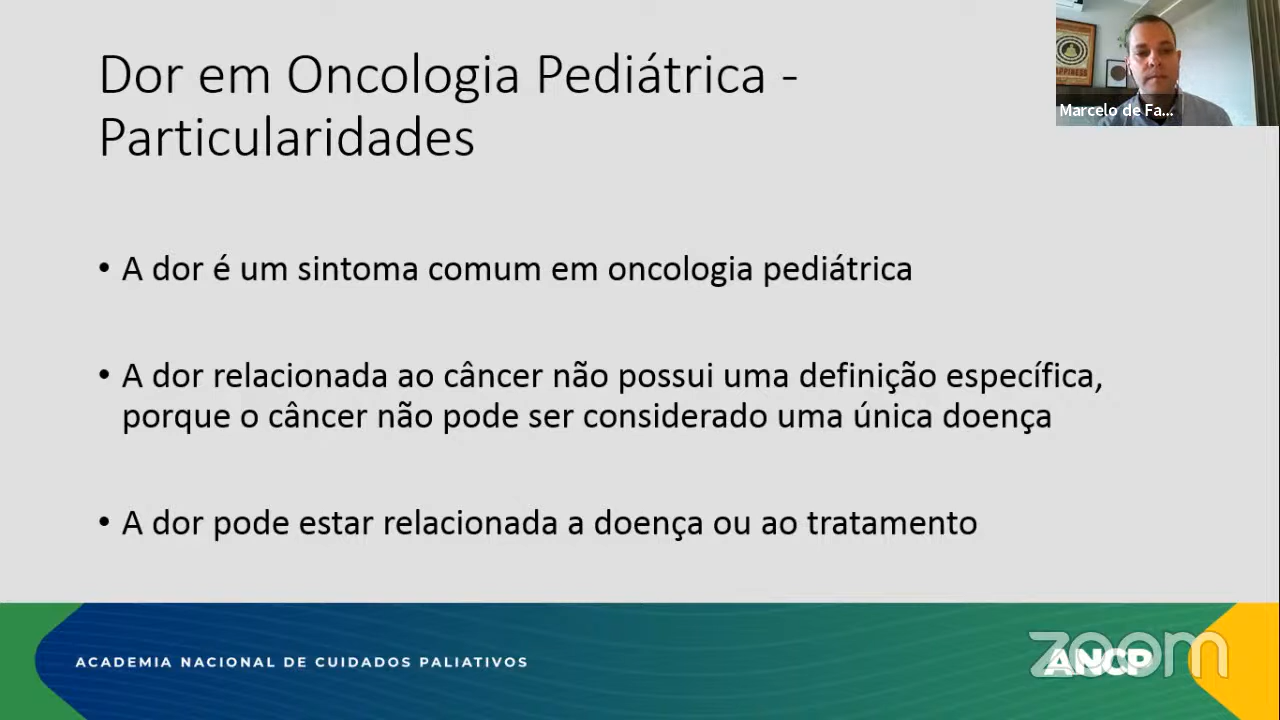 Dor em Oncologia Pediátrica -
Particularidades
APPINESS
Marcelo de Fa...
• A dor é um sintoma comum em oncologia pediátrica
• A dor relacionada ao câncer não possui uma definição específica,
porque o câncer não pode ser considerado uma única doença
• A dor pode estar relacionada a doença ou ao tratamento
ACADEMIA NACIONAL DE CUIDADOS PALIATIVOS
zoom
ANCP